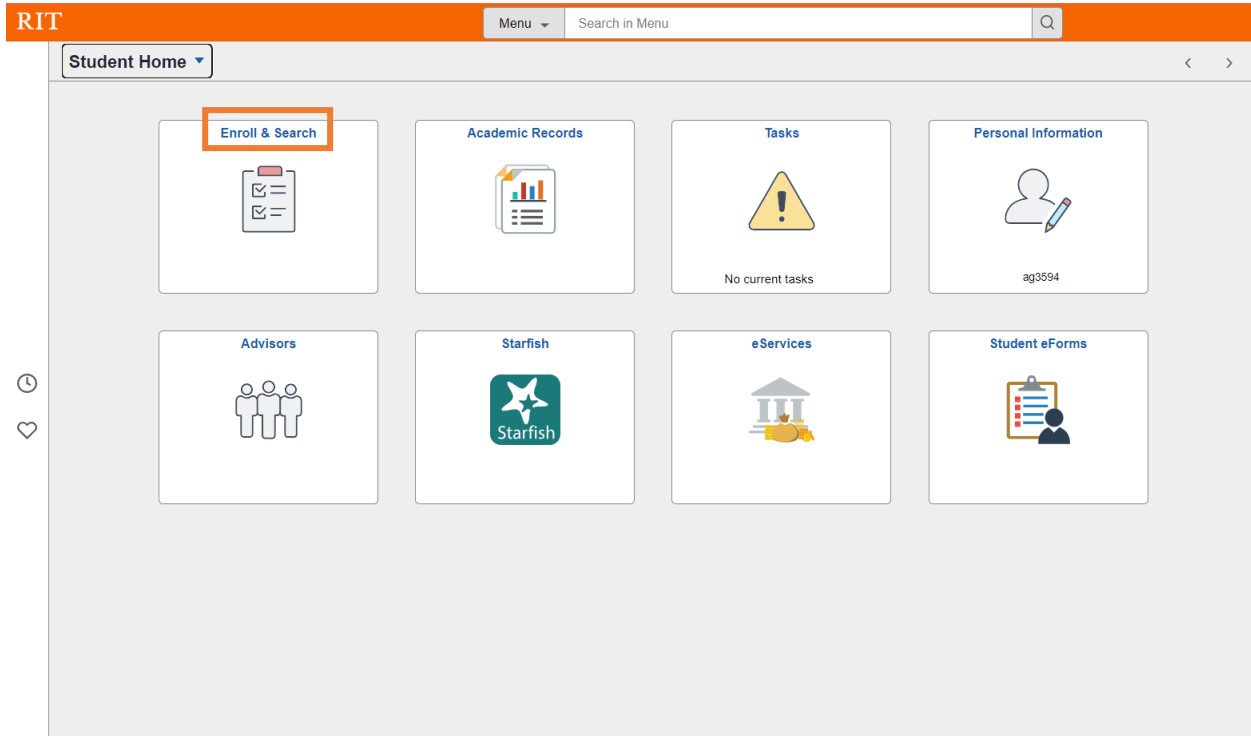 RIT
Menu
Search in Menu
Student Home
Enroll & Search
Academic Records
Tasks
Personal Information
No current tasks
ag3594
Advisors
Starfish
eServices
Student eForms
Starfish